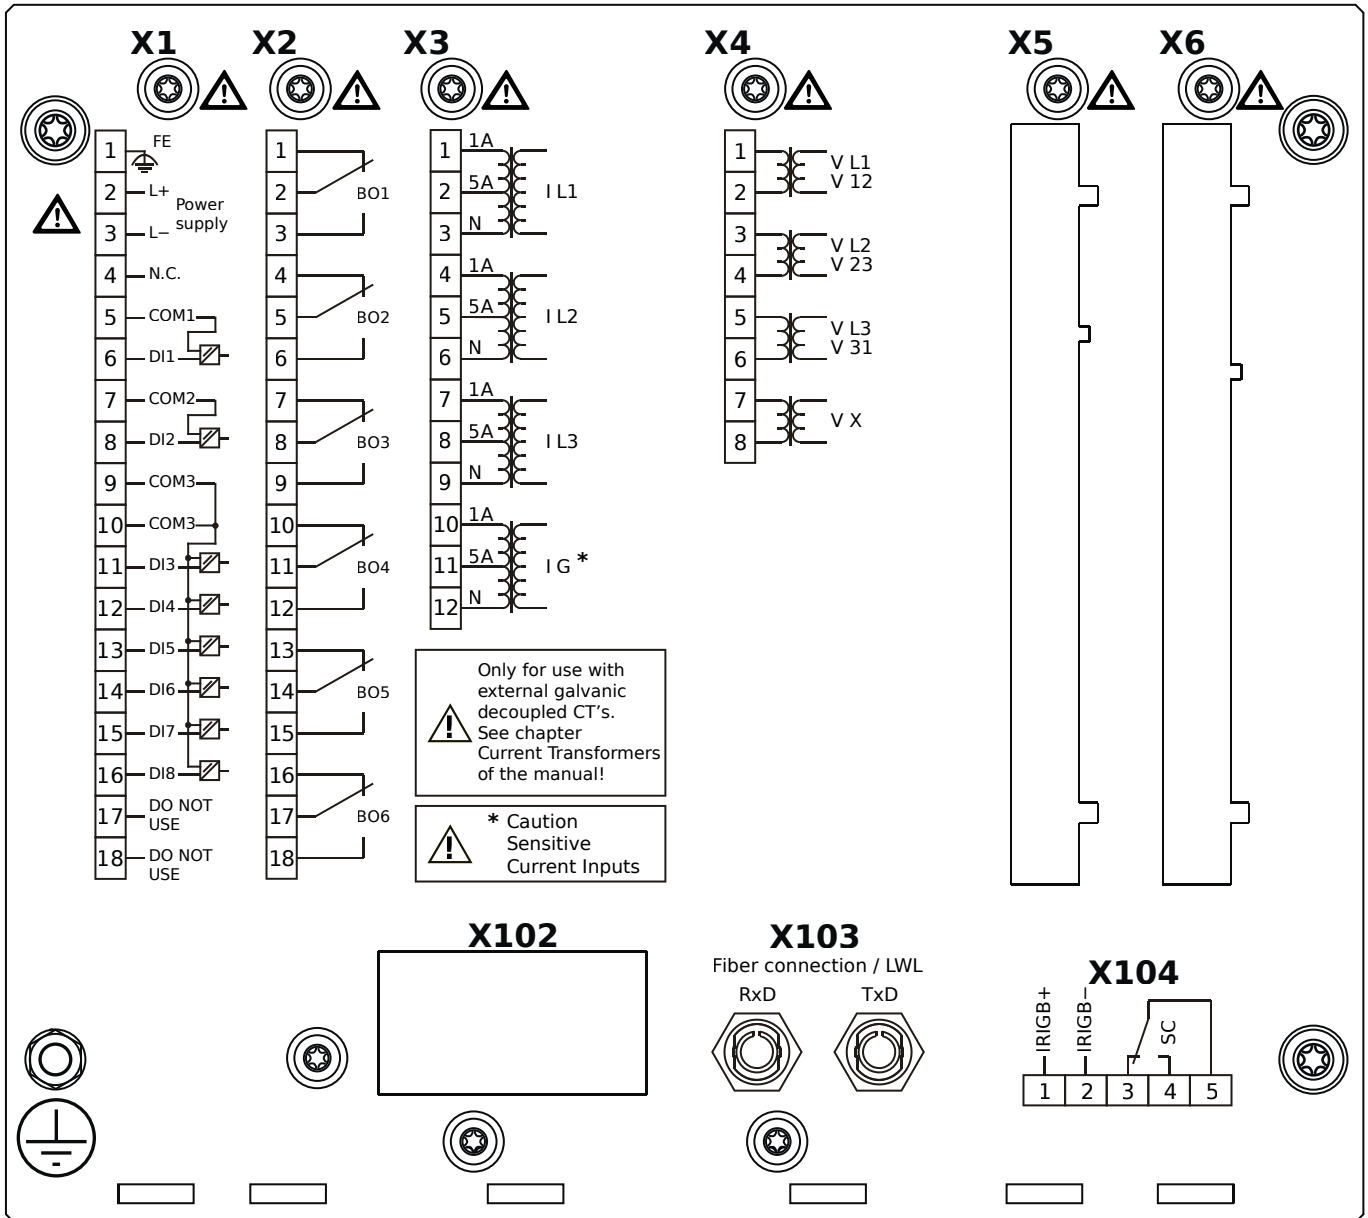 X1 X2 X3 X4 X5 X6
1 FE
2 L+
Power
supply
3 L−
4 N.C.
5 COM1
6 DI1
7 COM2
8 DI2
9 COM3
10 COM3
11 DI3
12 DI4
13 DI5
14 DI6
15 DI7
16 DI8
17 DO NOT
USE
18 DO NOT
USE
1
2 BO1
3
4
5 BO2
6
7
8 BO3
9
10
11 BO4
12
13
14 BO5
15
16
17 BO6
18
1 1A
2 5A I L1
3 N
4 1A
5 5A I L2
6 N
7 1A
8 5A I L3
9 N
10 1A
11 5A I G *
12 N
Only for use with
external galvanic
decoupled CT's.
See chapter
Current Transformers
of the manual!
* Caution
Sensitive
Current Inputs
1 V L1
2 V 12
3 V L2
4 V 23
5 V L3
6 V 31
7 V X
8
X102
X103
Fiber connection / LWL
RxD TxD
X104
IRIGB+ IRIGB− SC
1 2 3 4 5